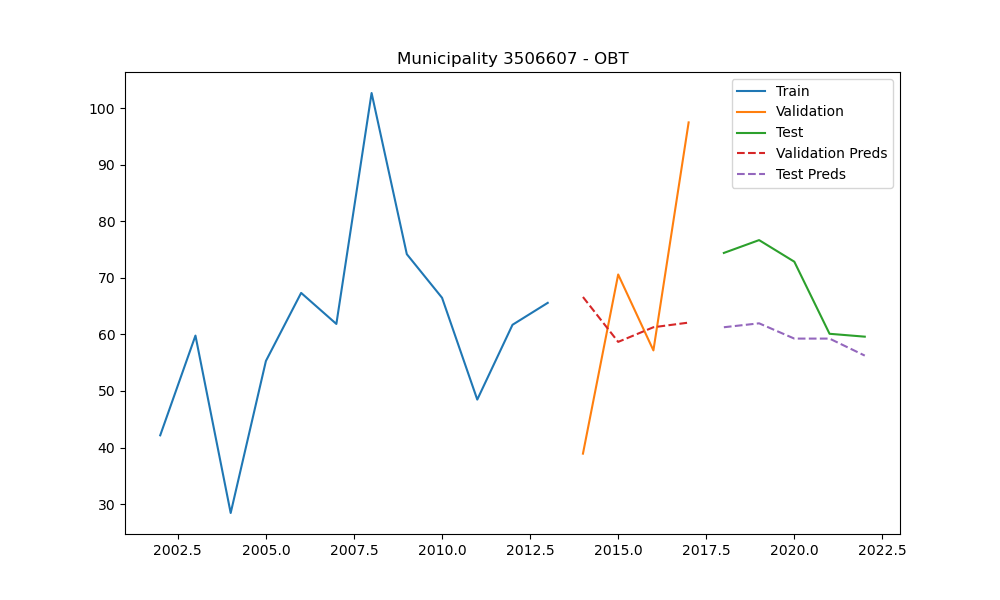 Municipality 3506607 - OBT
Train
Validation
Test
Validation Preds
Test Preds
100
90
80
70
60
50
40
30
2002.5 2005.0 2007.5 2010.0 2012.5 2015.0 2017.5 2020.0 2022.5